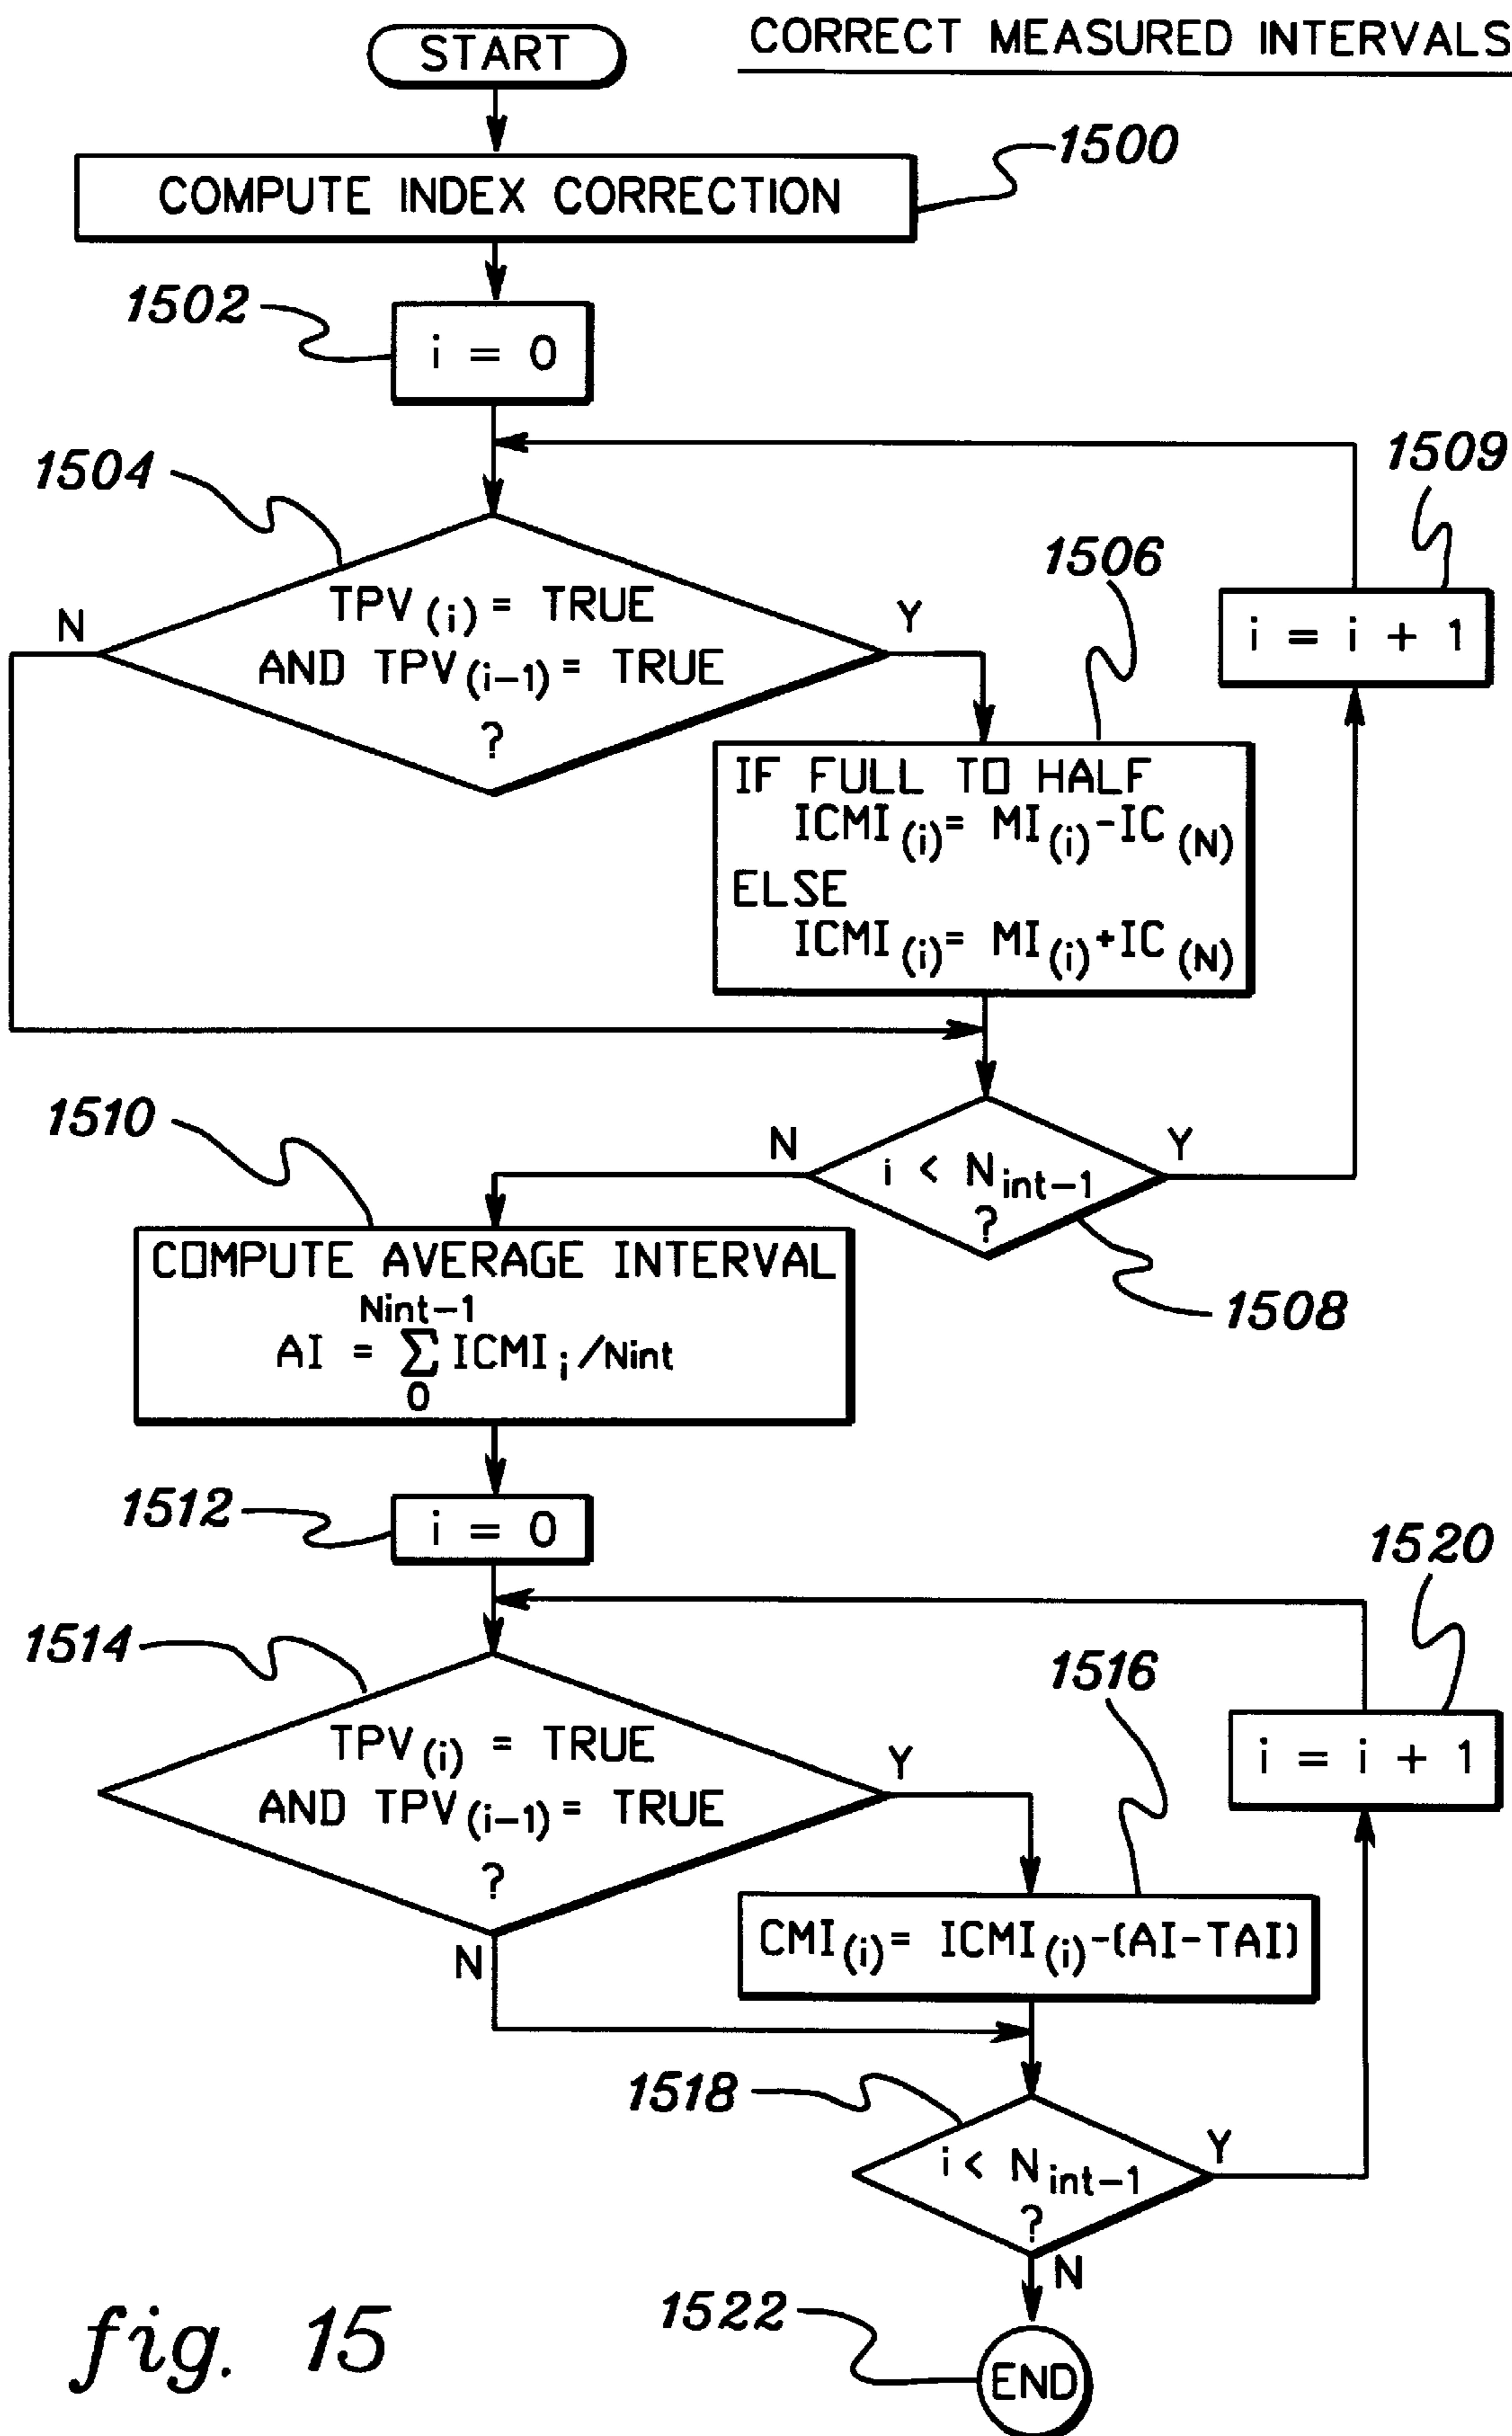 START
CORRECT MEASURED INTERVALS
1500
COMPUTE INDEX CORRECTION
1502
i = 0
1504
1509
1506
TPV(i) = TRUE
AND TPV(i-1) = TRUE
?
N
Y
i = i + 1
IF FULL TO HALF
ICMI(i) = MI(i)-IC(N)
ELSE
ICMI(i) = MI(i)+IC(N)
1510
N
Y
i < Nint-1
?
1508
COMPUTE AVERAGE INTERVAL
Nint-1
AI = ∑ ICMIi /Nint
0
1512
i = 0
1520
1514
1516
TPV(i) = TRUE
AND TPV(i-1) = TRUE
?
Y
N
i = i + 1
CMI(i) = ICMI(i)-(AI-TAI)
1518
i < Nint-1
?
Y
N
1522
END
fig. 15